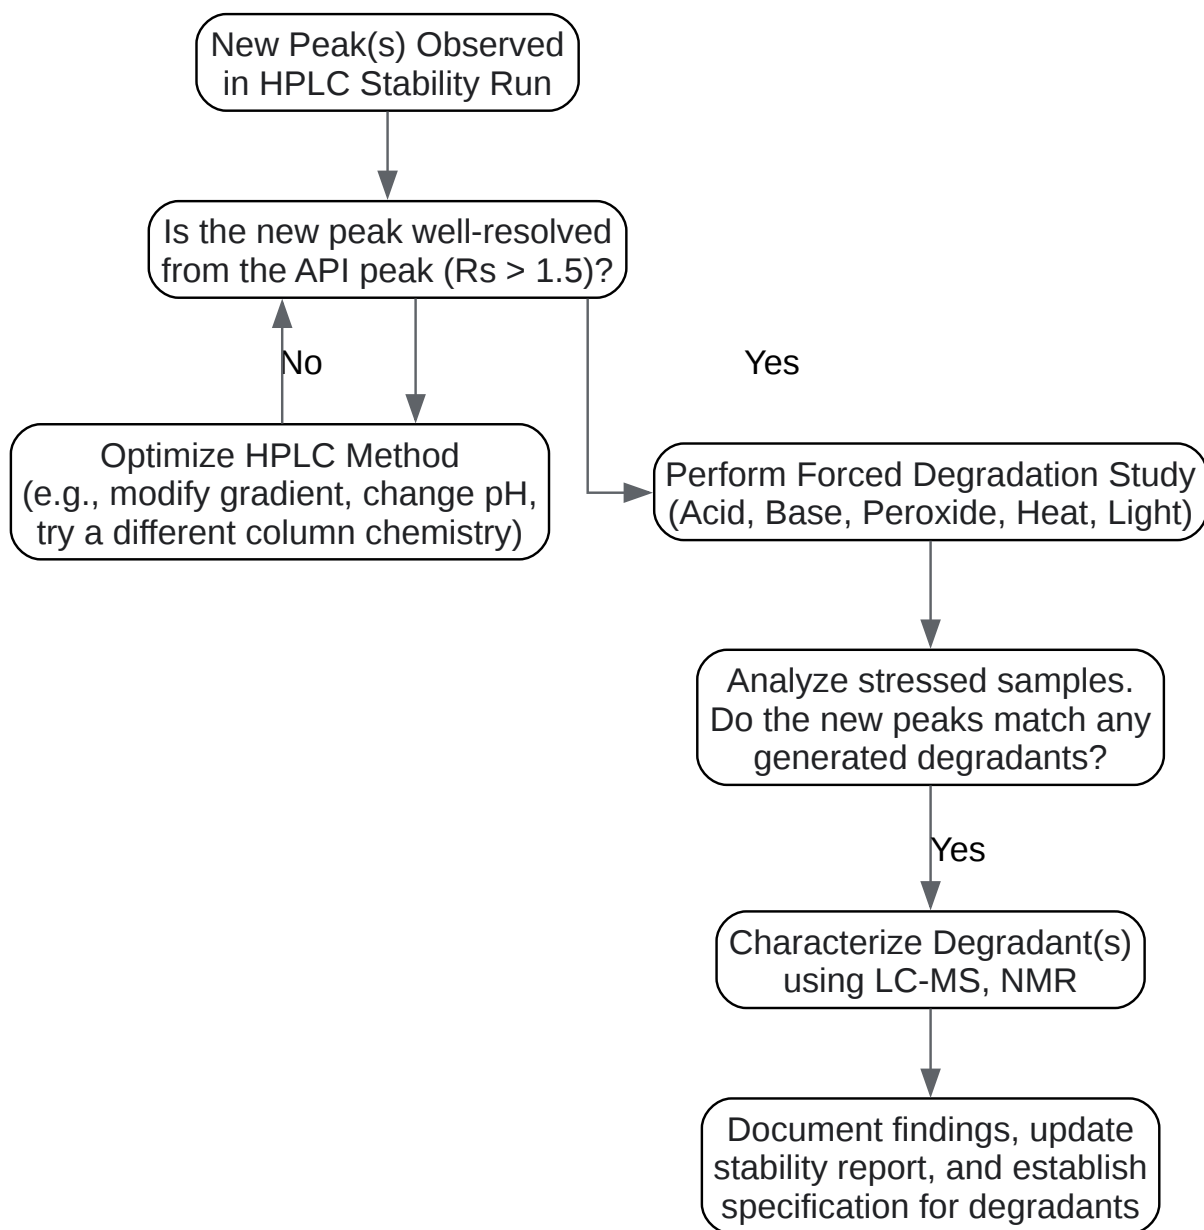 New Peak(s) Observed
in HPLC Stability Run
Is the new peak well-resolved
from the API peak (Rs > 1.5)?
No
Yes
Optimize HPLC Method
(e.g., modify gradient, change pH,
try a different column chemistry)
Perform Forced Degradation Study
(Acid, Base, Peroxide, Heat, Light)
Analyze stressed samples.
Do the new peaks match any
generated degradants?
Yes
Characterize Degradant(s)
using LC-MS, NMR
Document findings, update
stability report, and establish
specification for degradants